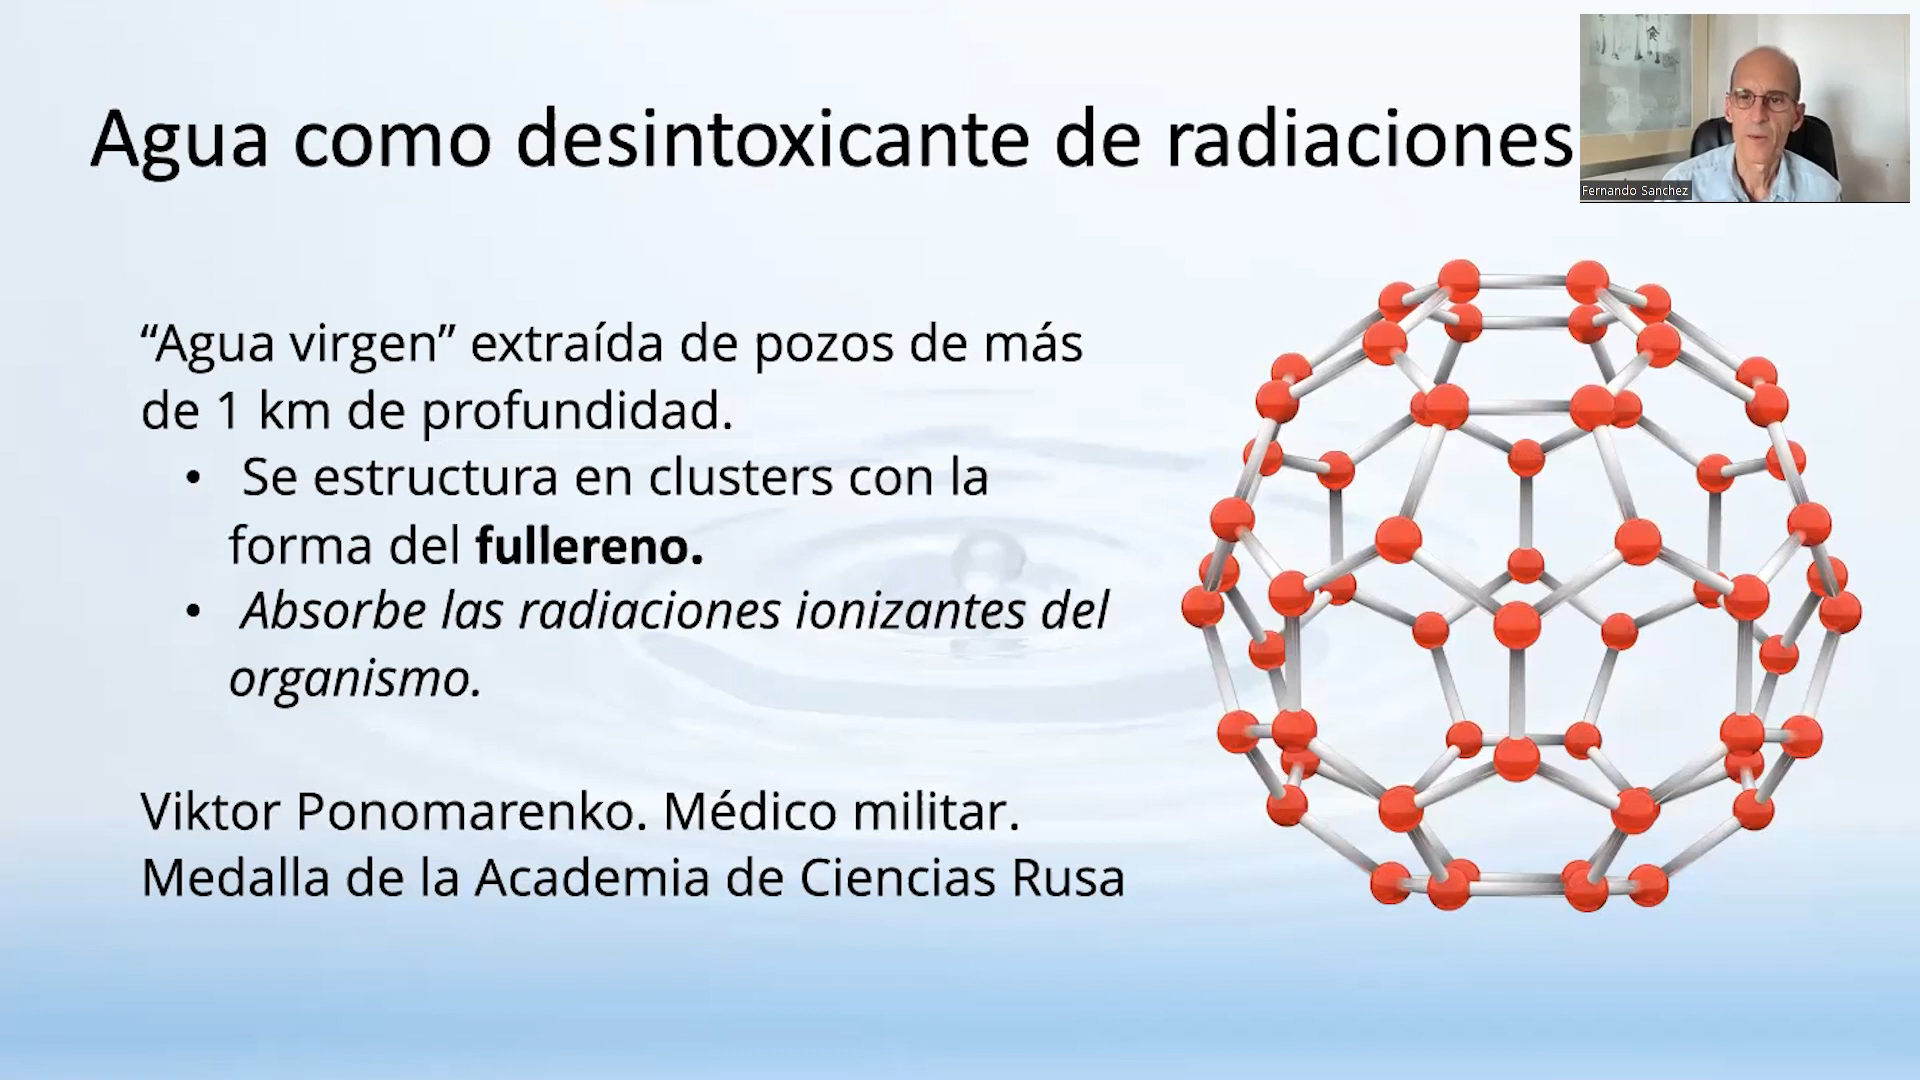 Agua como desintoxicante de radiaciones
Fernando Sanchez
“Agua virgen” extraída de pozos de más
de 1 km de profundidad.
• Se estructura en clusters con la
forma del fullereno.
• Absorbe las radiaciones ionizantes del
organismo.
Viktor Ponomarenko. Médico militar.
Medalla de la Academia de Ciencias Rusa